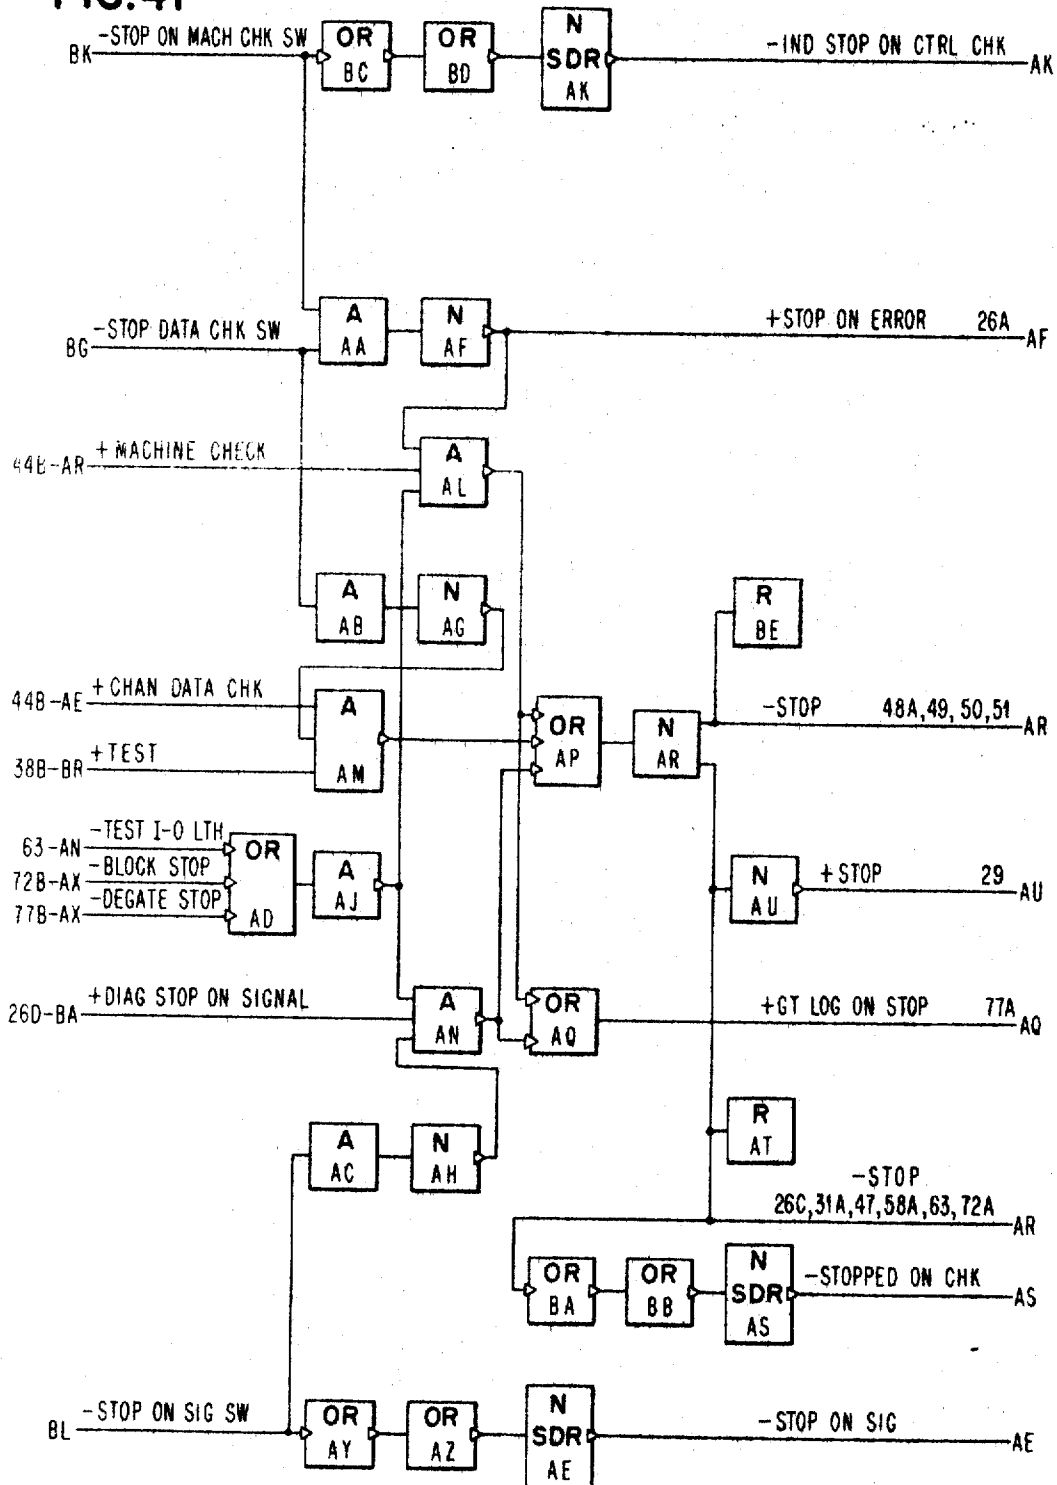 FIG. 41
BK -STOP ON MACH CHK SW
OR BC
OR BD
N SDR AK
-IND STOP ON CTRL CHK AK
BG -STOP DATA CHK SW
A AA
N AF
+STOP ON ERROR 26A AF
44B-AR + MACHINE CHECK
A AL
A AB
N AG
R BE
44B-AE + CHAN DATA CHK
38B-BR + TEST
A AM
OR AP
N AR
-STOP 48A, 49, 50, 51 AR
63-AN -TEST I-O LTH
72B-AX -BLOCK STOP
77B-AX -DEGATE STOP
OR AD
A AJ
N AU
+ STOP 29 AU
26D-BA +DIAG STOP ON SIGNAL
A AN
OR AQ
+GT LOG ON STOP 77A AQ
A AC
N AH
R AT
-STOP
26C, 31A, 47, 58A, 63, 72A AR
OR BA
OR BB
N SDR AS
-STOPPED ON CHK AS
BL -STOP ON SIG SW
OR AY
OR AZ
N SDR AE
-STOP ON SIG AE